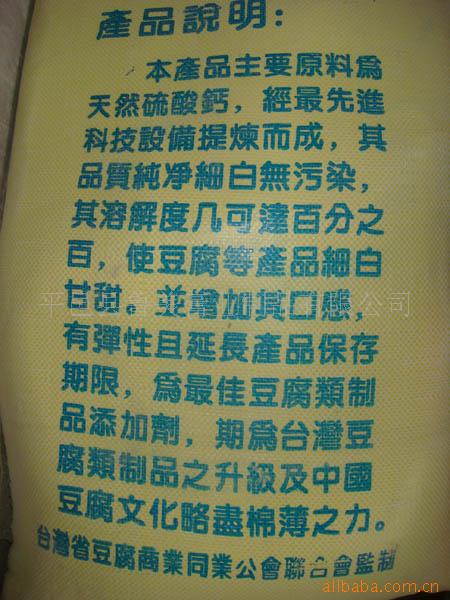 產品說明：
本產品主要原料為
天然硫酸鈣，經最先進
科技設備提煉而成，其
品質純凈細白無污染，
其溶解度几可達百分之
百，使豆腐等產品細白
甘甜。並增加其口感，
有彈性且延長產品保存
期限，為最佳豆腐類制
品添加劑，期為台灣豆
腐類制品之升級及中國
豆腐文化略盡棉薄之力。
台灣省豆腐商業同業公會聯合會監制
alibaba.com.cn